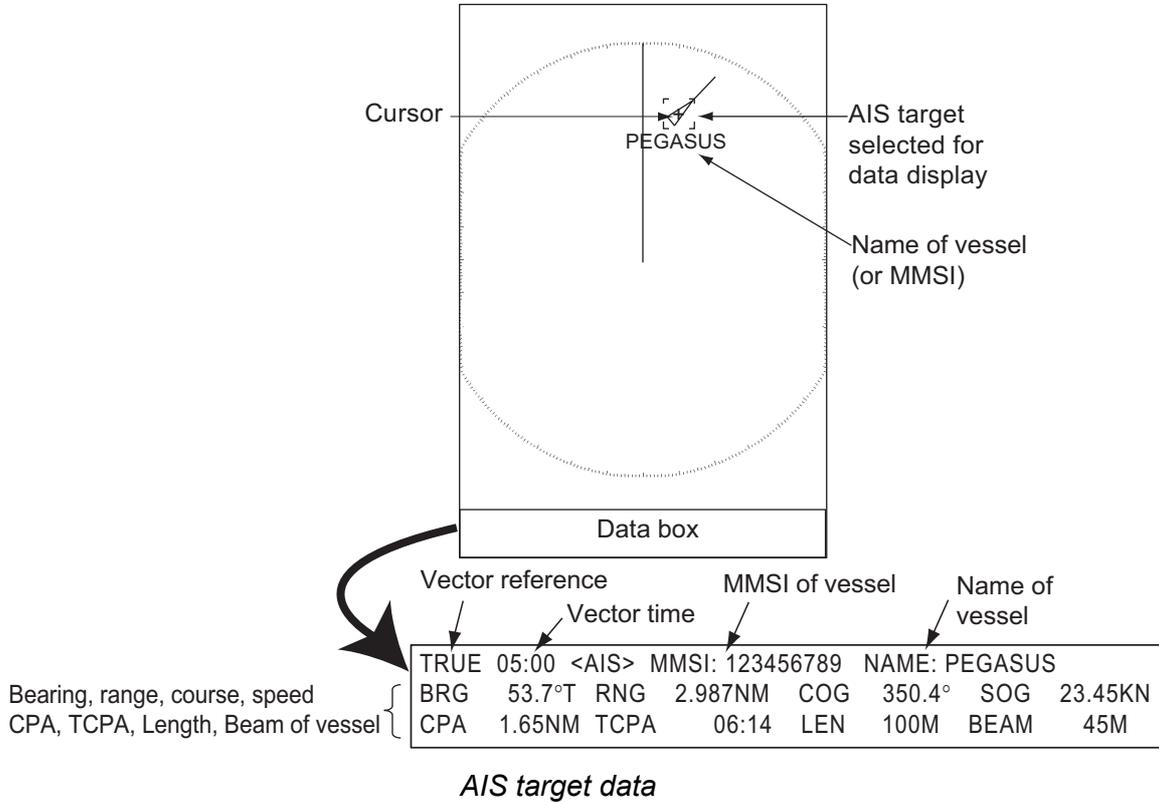 Cursor
PEGASUS
AIS target
selected for
data display
Name of vessel
(or MMSI)
Data box
Vector reference
Vector time
MMSI of vessel
Name of
vessel
TRUE 05:00 <AIS> MMSI: 123456789 NAME: PEGASUS
Bearing, range, course, speed
BRG 53.7°T RNG 2.987NM COG 350.4° SOG 23.45KN
CPA, TCPA, Length, Beam of vessel
CPA 1.65NM TCPA 06:14 LEN 100M BEAM 45M
AIS target data